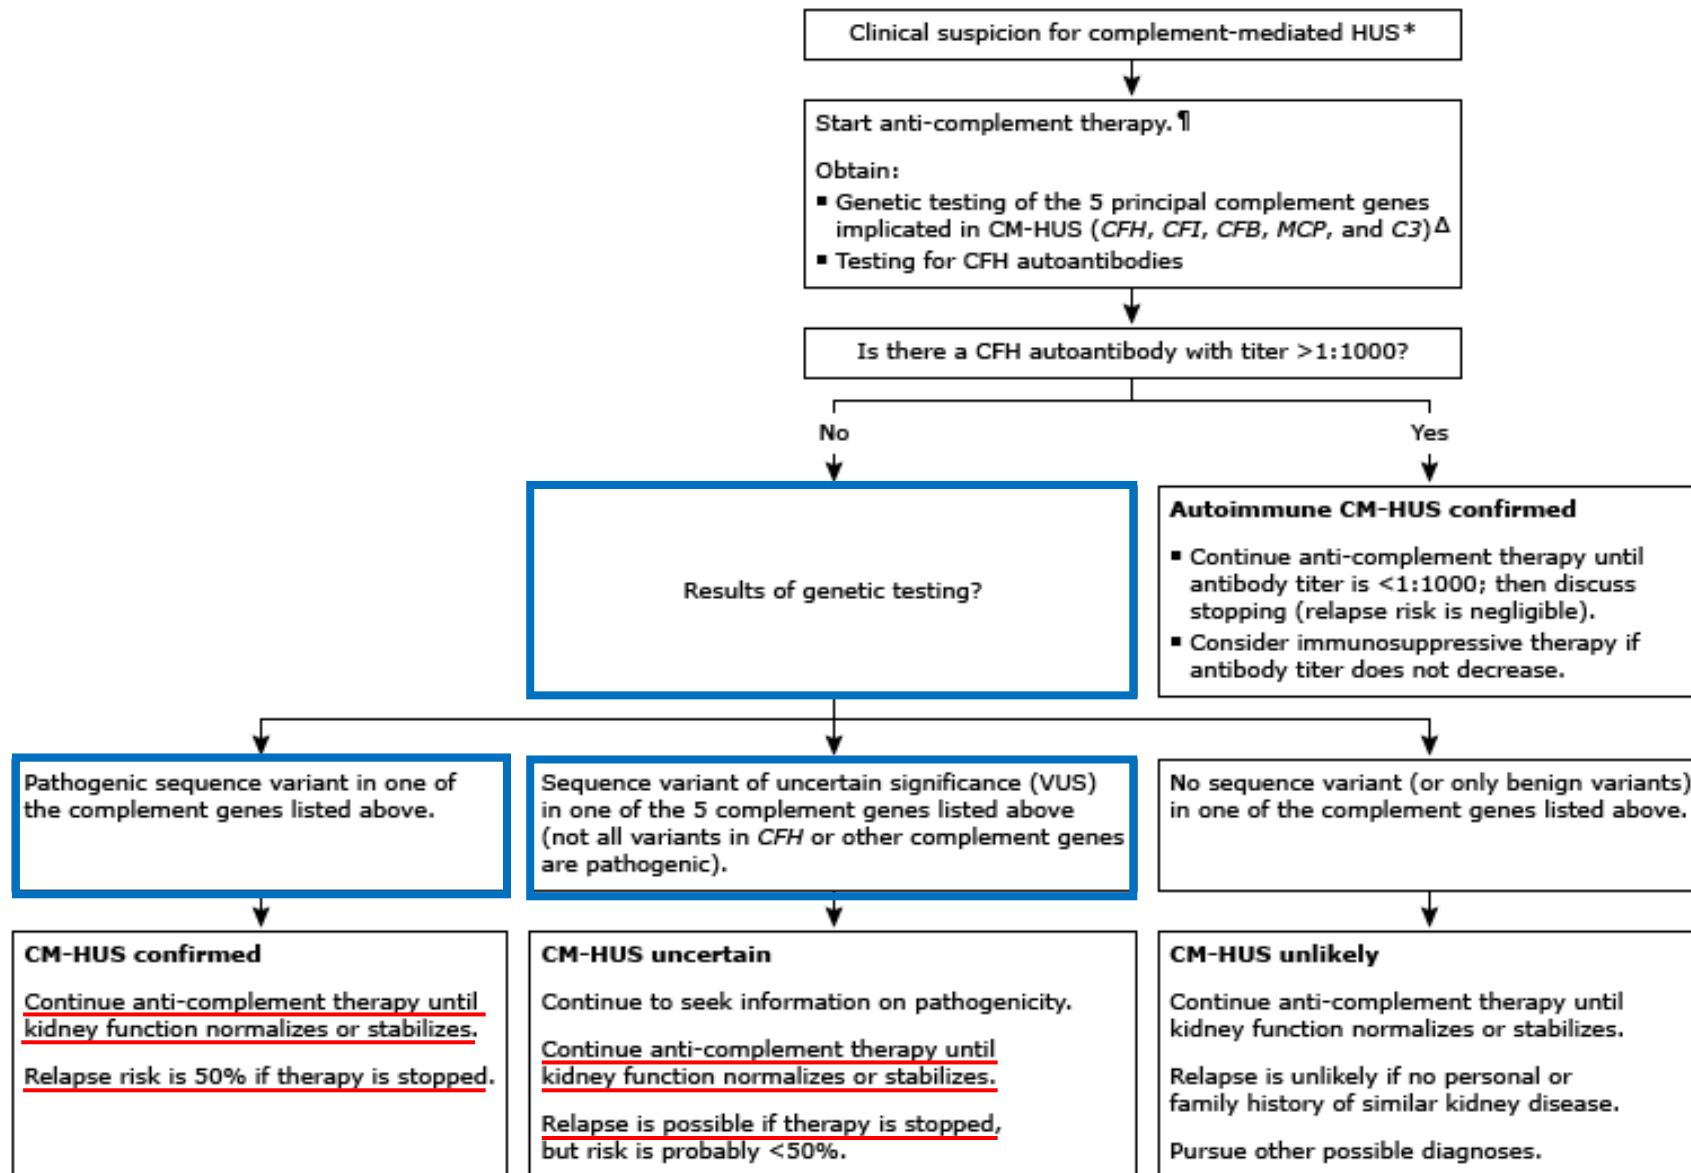 Clinical suspicion for complement-mediated HUS*
Start anti-complement therapy.¶
Obtain:
▪ Genetic testing of the 5 principal complement genes
implicated in CM-HUS (CFH, CFI, CFB, MCP, and C3)Δ
▪ Testing for CFH autoantibodies
Is there a CFH autoantibody with titer >1:1000?
No
Yes
Results of genetic testing?
Autoimmune CM-HUS confirmed
▪ Continue anti-complement therapy until
antibody titer is <1:1000; then discuss
stopping (relapse risk is negligible).
▪ Consider immunosuppressive therapy if
antibody titer does not decrease.
Pathogenic sequence variant in one of
the complement genes listed above.
Sequence variant of uncertain significance (VUS)
in one of the 5 complement genes listed above
(not all variants in CFH or other complement genes
are pathogenic).
No sequence variant (or only benign variants)
in one of the complement genes listed above.
CM-HUS confirmed
Continue anti-complement therapy until
kidney function normalizes or stabilizes.
Relapse risk is 50% if therapy is stopped.
CM-HUS uncertain
Continue to seek information on pathogenicity.
Continue anti-complement therapy until
kidney function normalizes or stabilizes.
Relapse is possible if therapy is stopped,
but risk is probably <50%.
CM-HUS unlikely
Continue anti-complement therapy until
kidney function normalizes or stabilizes.
Relapse is unlikely if no personal or
family history of similar kidney disease.
Pursue other possible diagnoses.